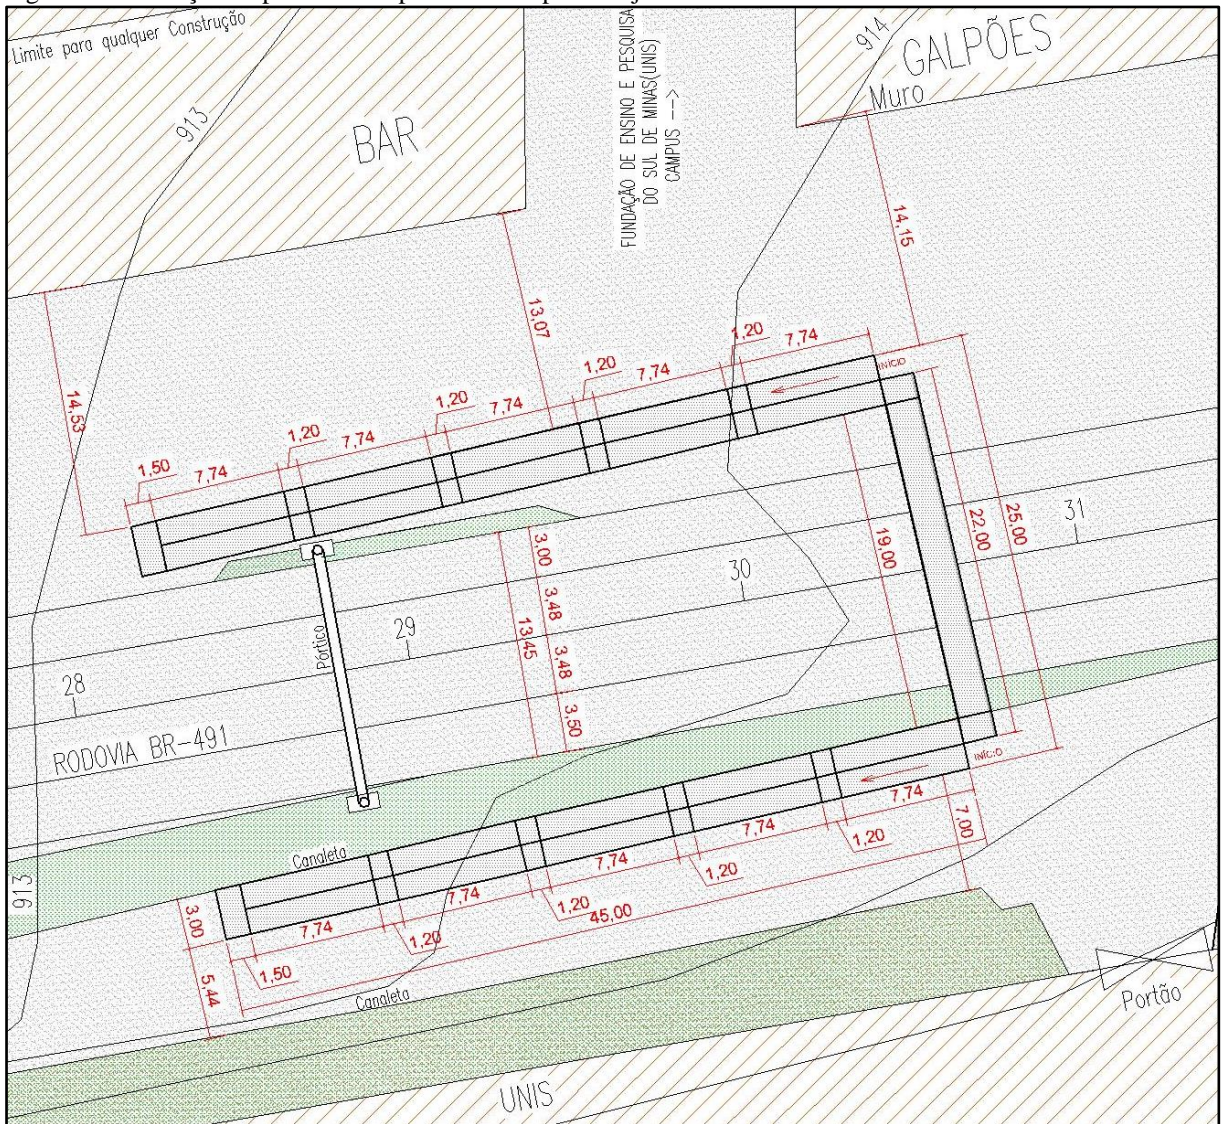 Limite para qualquer Construção
913
BAR
FUNDAÇÃO DE ENSINO E PESQUISA
DO SUL DE MINAS(UNIS)
CAMPUS -->
914
GALPÕES
Muro
14,15
13,07
14,53
1,20
7,74
1,20
7,74
1,20
7,74
1,20
7,74
1,50
7,74
INÍCIO
19,00
22,00
25,00
31
30
29
28
3,00
3,48
3,48
3,50
13,45
Pórtico
RODOVIA BR-491
INÍCIO
7,74
7,00
1,20
7,74
1,20
7,74
1,20
7,74
1,20
7,74
1,50
45,00
Canaleta
3,00
5,44
913
Canaleta
Portão
UNIS